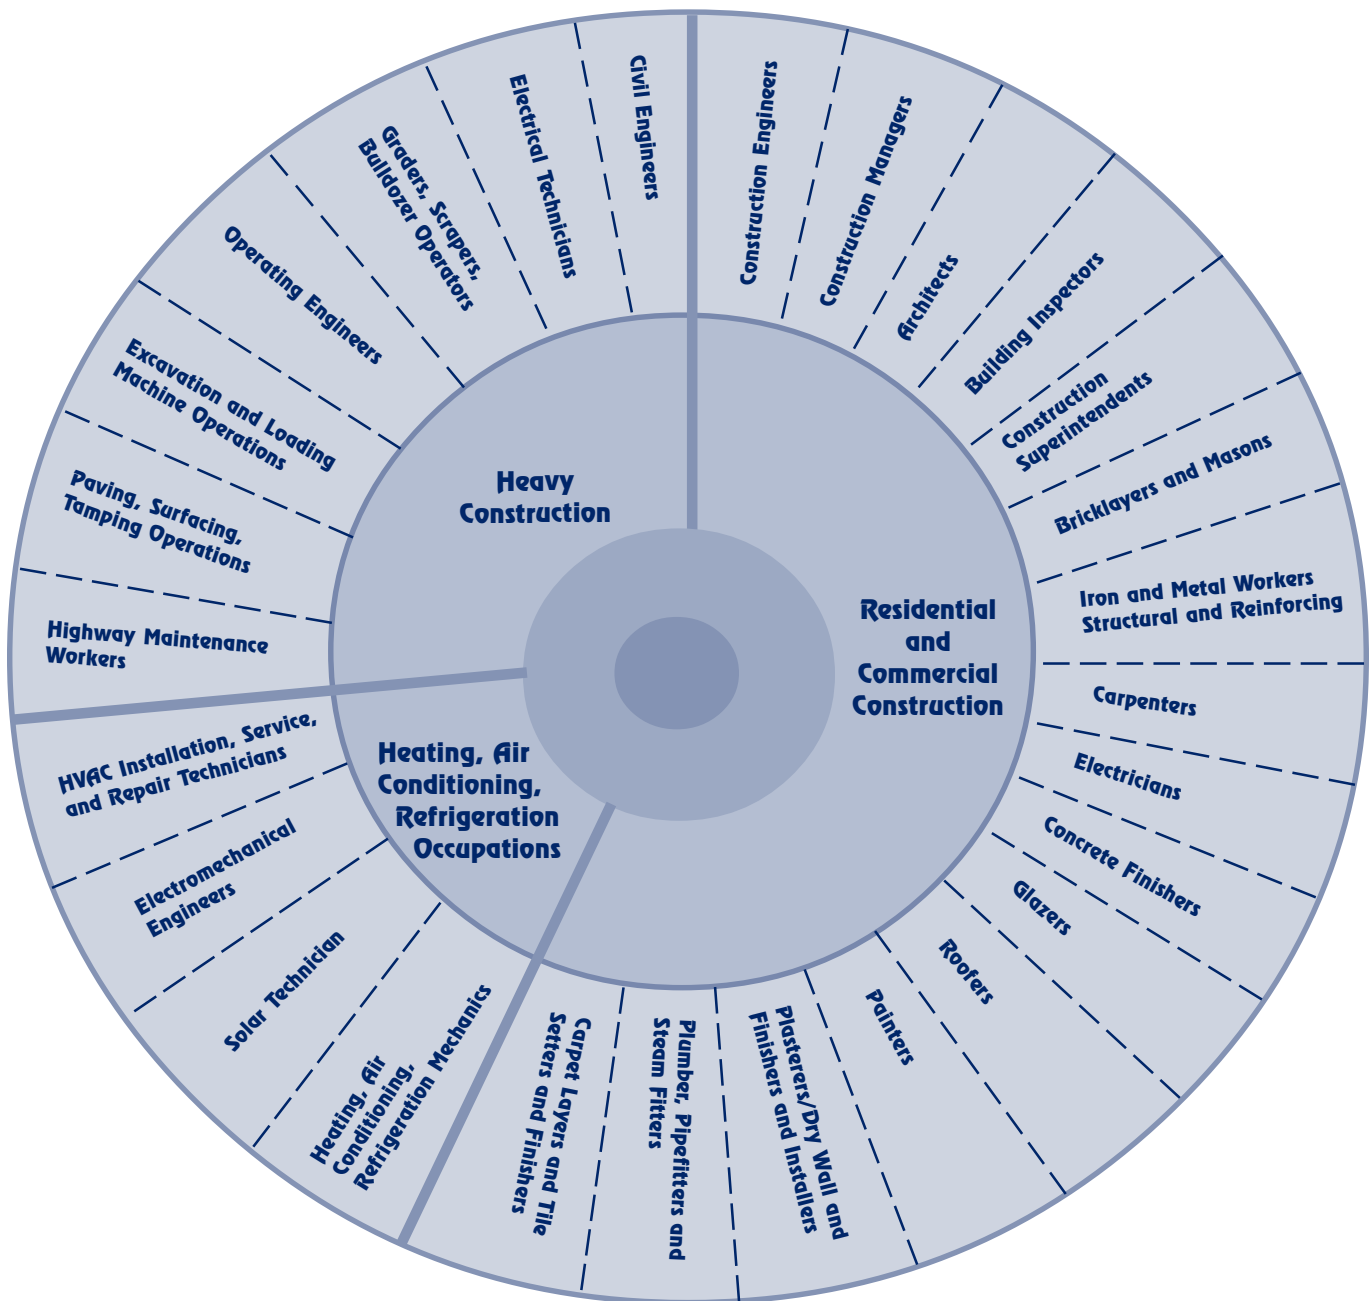 Civil Engineers
Electrical Technicians
Graders, Scrapers,
Bulldozer Operators
Operating Engineers
Excavation and Loading
Machine Operations
Paving, Surfacing,
Tamping Operations
Highway Maintenance
Workers
Heavy
Construction
Construction Engineers
Construction Managers
Architects
Building Inspectors
Construction
Superintendents
Bricklayers and Masons
Iron and Metal Workers
Structural and Reinforcing
Carpenters
Electricians
Concrete Finishers
Glazers
Roofers
Painters
Plasterers/Dry Wall and
Finishers and Installers
Plumber, Pipefitters and
Steam Fitters
Carpet Layers and Tile
Setters and Finishers
Residential
and
Commercial
Construction
Heating, Air
Conditioning,
Refrigeration
Occupations
HVAC Installation, Service,
and Repair Technicians
Electromechanical
Engineers
Solar Technician
Heating, Air
Conditioning,
Refrigeration Mechanics